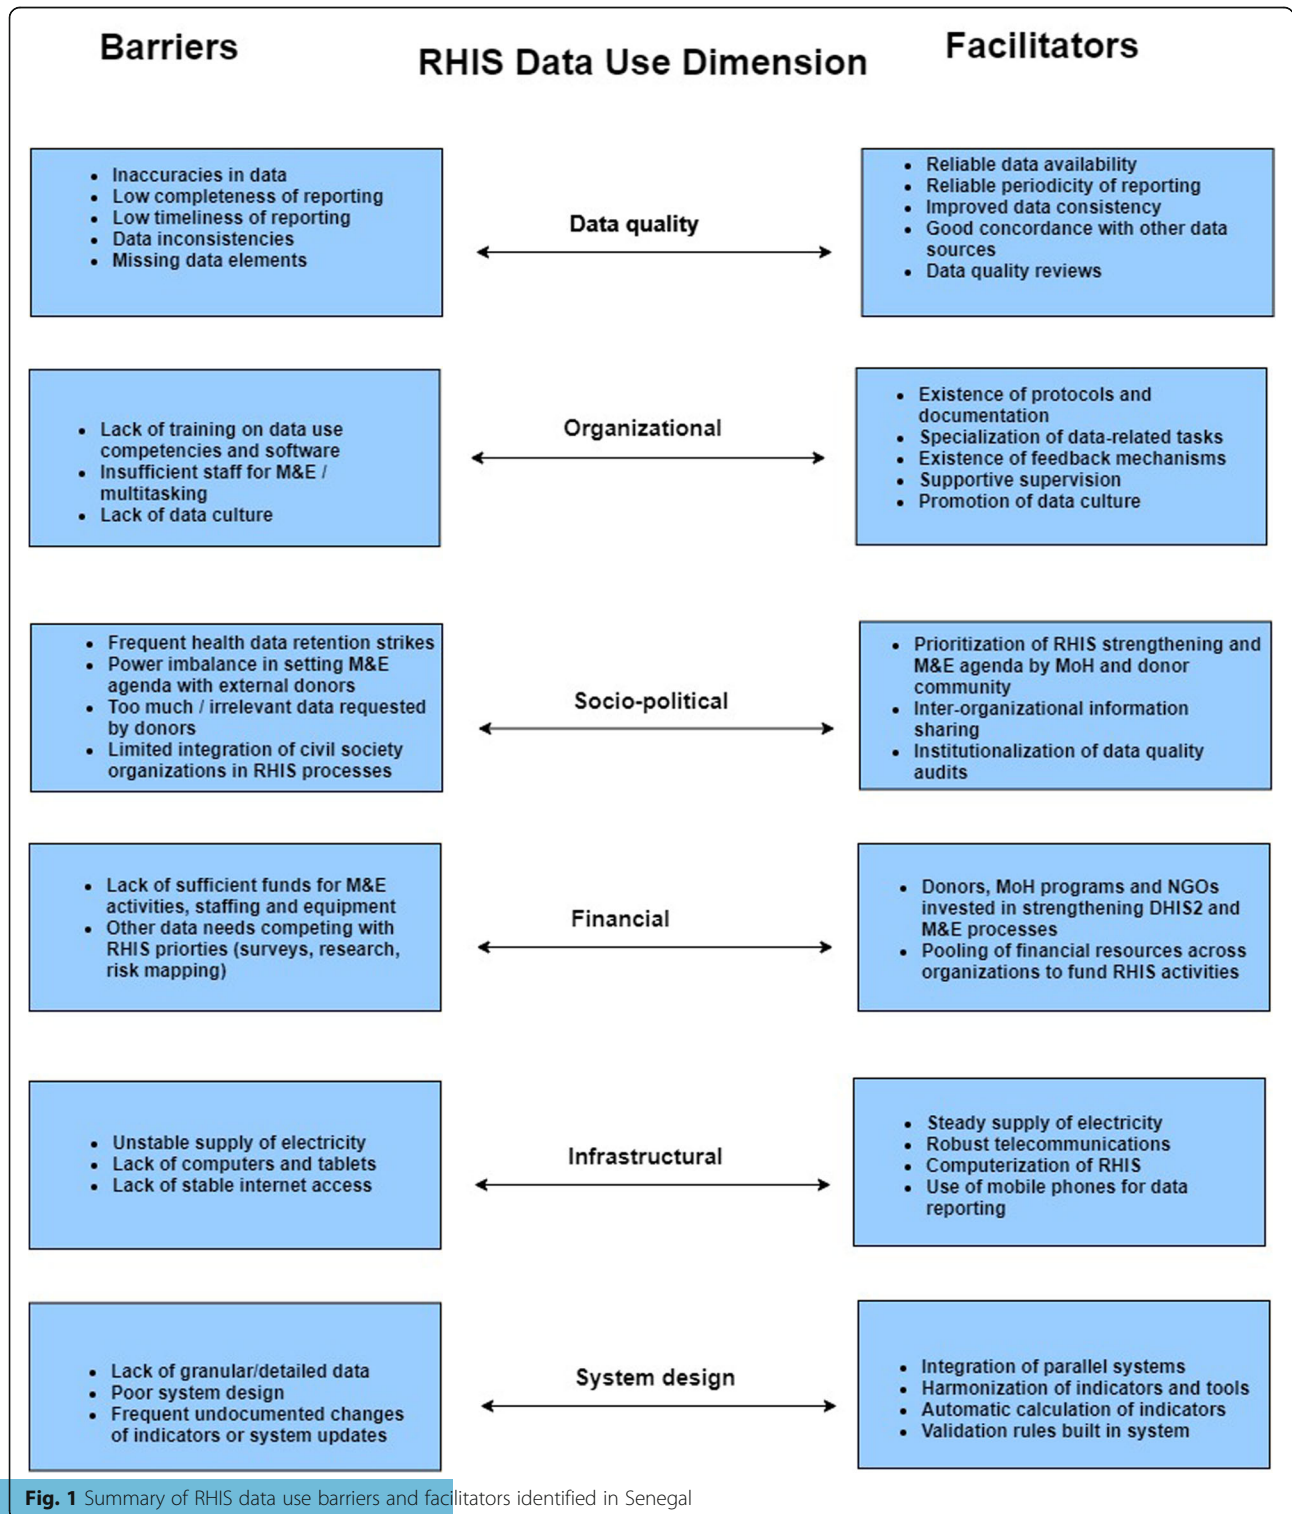 Barriers
RHIS Data Use Dimension
Facilitators
• Inaccuracies in data
• Low completeness of reporting
• Low timeliness of reporting
• Data inconsistencies
• Missing data elements
Data quality
• Reliable data availability
• Reliable periodicity of reporting
• Improved data consistency
• Good concordance with other data
sources
• Data quality reviews
• Lack of training on data use
competencies and software
• Insufficient staff for M&E /
multitasking
• Lack of data culture
Organizational
• Existence of protocols and
documentation
• Specialization of data-related tasks
• Existence of feedback mechanisms
• Supportive supervision
• Promotion of data culture
• Frequent health data retention strikes
• Power imbalance in setting M&E
agenda with external donors
• Too much / irrelevant data requested
by donors
• Limited integration of civil society
organizations in RHIS processes
Socio-political
• Prioritization of RHIS strengthening and
M&E agenda by MoH and donor
community
• Inter-organizational information
sharing
• Institutionalization of data quality
audits
• Lack of sufficient funds for M&E
activities, staffing and equipment
• Other data needs competing with
RHIS priorties (surveys, research,
risk mapping)
Financial
• Donors, MoH programs and NGOs
invested in strengthening DHIS2 and
M&E processes
• Pooling of financial resources across
organizations to fund RHIS activities
• Unstable supply of electricity
• Lack of computers and tablets
• Lack of stable internet access
Infrastructural
• Steady supply of electricity
• Robust telecommunications
• Computerization of RHIS
• Use of mobile phones for data
reporting
• Lack of granular/detailed data
• Poor system design
• Frequent undocumented changes
of indicators or system updates
System design
• Integration of parallel systems
• Harmonization of indicators and tools
• Automatic calculation of indicators
• Validation rules built in system
Fig. 1 Summary of RHIS data use barriers and facilitators identified in Senegal